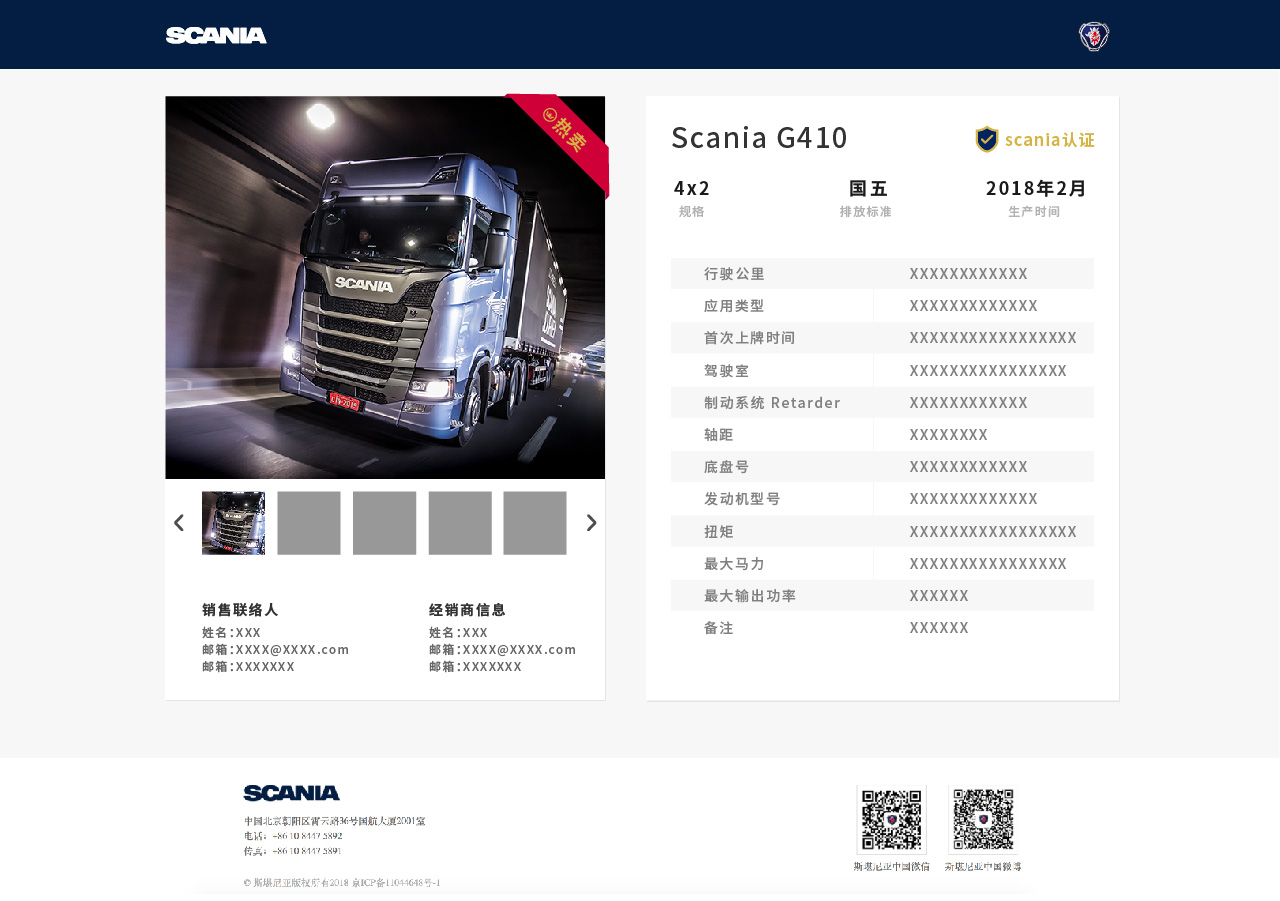 SCANIA
热卖
SCANIA
Scania G410
scania认证
4x2
国五
2018年2月
规格
排放标准
生产时间
行驶公里 XXXXXXXXXXXX
应用类型 XXXXXXXXXXXXX
首次上牌时间 XXXXXXXXXXXXXXXXX
驾驶室 XXXXXXXXXXXXXXXX
制动系统 Retarder XXXXXXXXXXXX
轴距 XXXXXXXX
底盘号 XXXXXXXXXXXX
发动机型号 XXXXXXXXXXXXX
扭矩 XXXXXXXXXXXXXXXXX
最大马力 XXXXXXXXXXXXXXXX
最大输出功率 XXXXXX
备注 XXXXXX
销售联络人
姓名:XXX
邮箱:XXXX@XXXX.com
邮箱:XXXXXXX
经销商信息
姓名:XXX
邮箱:XXXX@XXXX.com
邮箱:XXXXXXX
SCANIA
中国北京朝阳区霄云路36号国航大厦2001室
电话：+86 10 8447 5892
传真：+86 10 8447 5891
© 斯堪尼亚版权所有2018 京ICP备11044648号-1
斯堪尼亚中国微信
斯堪尼亚中国微博